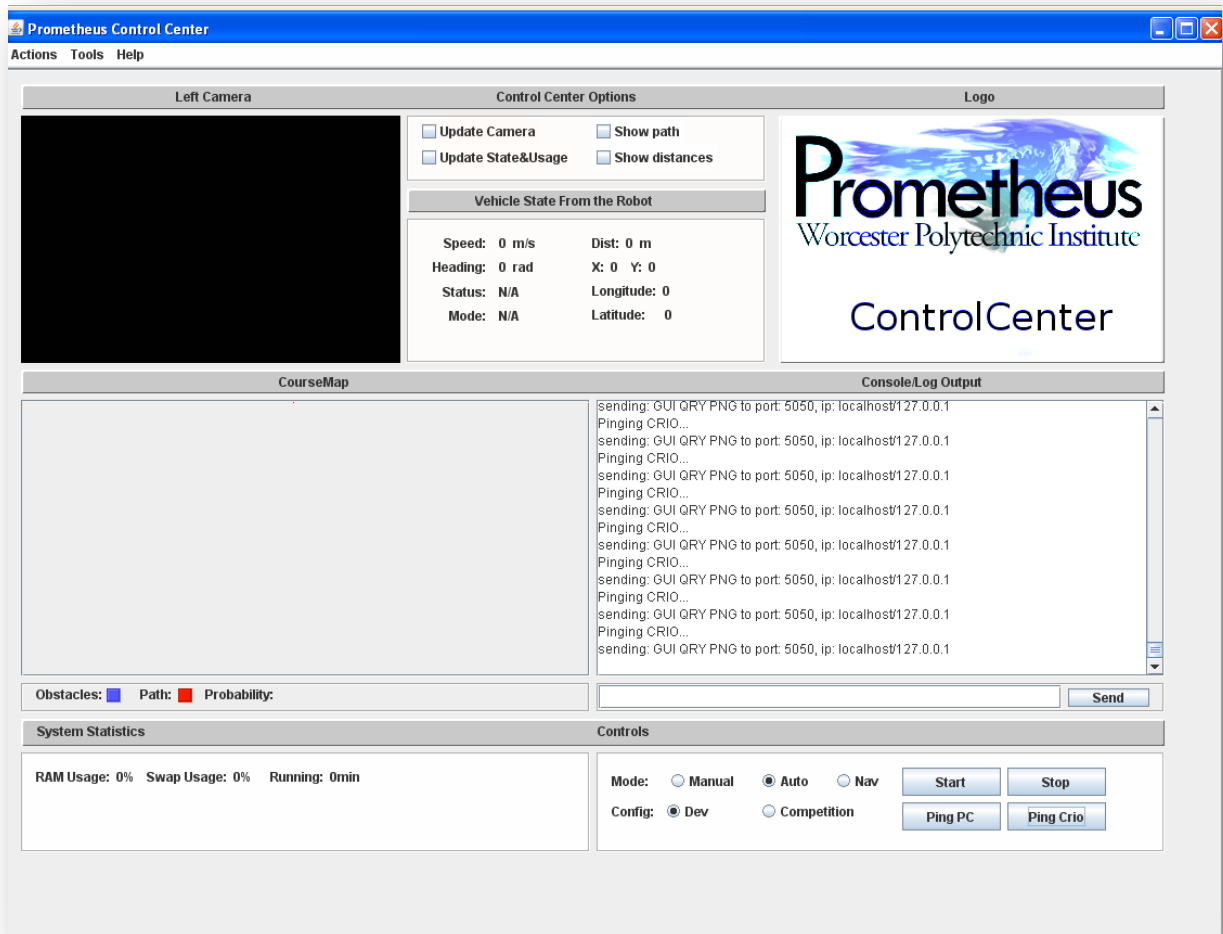 Prometheus Control Center
Actions Tools Help
Left Camera
Control Center Options
Logo
Update Camera
Show path
Update State&Usage
Show distances
Vehicle State From the Robot
Speed: 0 m/s
Dist: 0 m
Heading: 0 rad
X: 0 Y: 0
Status: N/A
Longitude: 0
Mode: N/A
Latitude: 0
Prometheus
Worcester Polytechnic Institute
ControlCenter
CourseMap
Console/Log Output
sending: GUI QRY PNG to port: 5050, ip: localhost/127.0.0.1
Pinging CRIO...
sending: GUI QRY PNG to port: 5050, ip: localhost/127.0.0.1
Pinging CRIO...
sending: GUI QRY PNG to port: 5050, ip: localhost/127.0.0.1
Pinging CRIO...
sending: GUI QRY PNG to port: 5050, ip: localhost/127.0.0.1
Pinging CRIO...
sending: GUI QRY PNG to port: 5050, ip: localhost/127.0.0.1
Pinging CRIO...
sending: GUI QRY PNG to port: 5050, ip: localhost/127.0.0.1
Pinging CRIO...
sending: GUI QRY PNG to port: 5050, ip: localhost/127.0.0.1
Pinging CRIO...
sending: GUI QRY PNG to port: 5050, ip: localhost/127.0.0.1
Obstacles: Path: Probability:
Send
System Statistics
Controls
RAM Usage: 0% Swap Usage: 0% Running: 0min
Mode: Manual Auto Nav
Start Stop
Config: Dev Competition
Ping PC Ping Crio